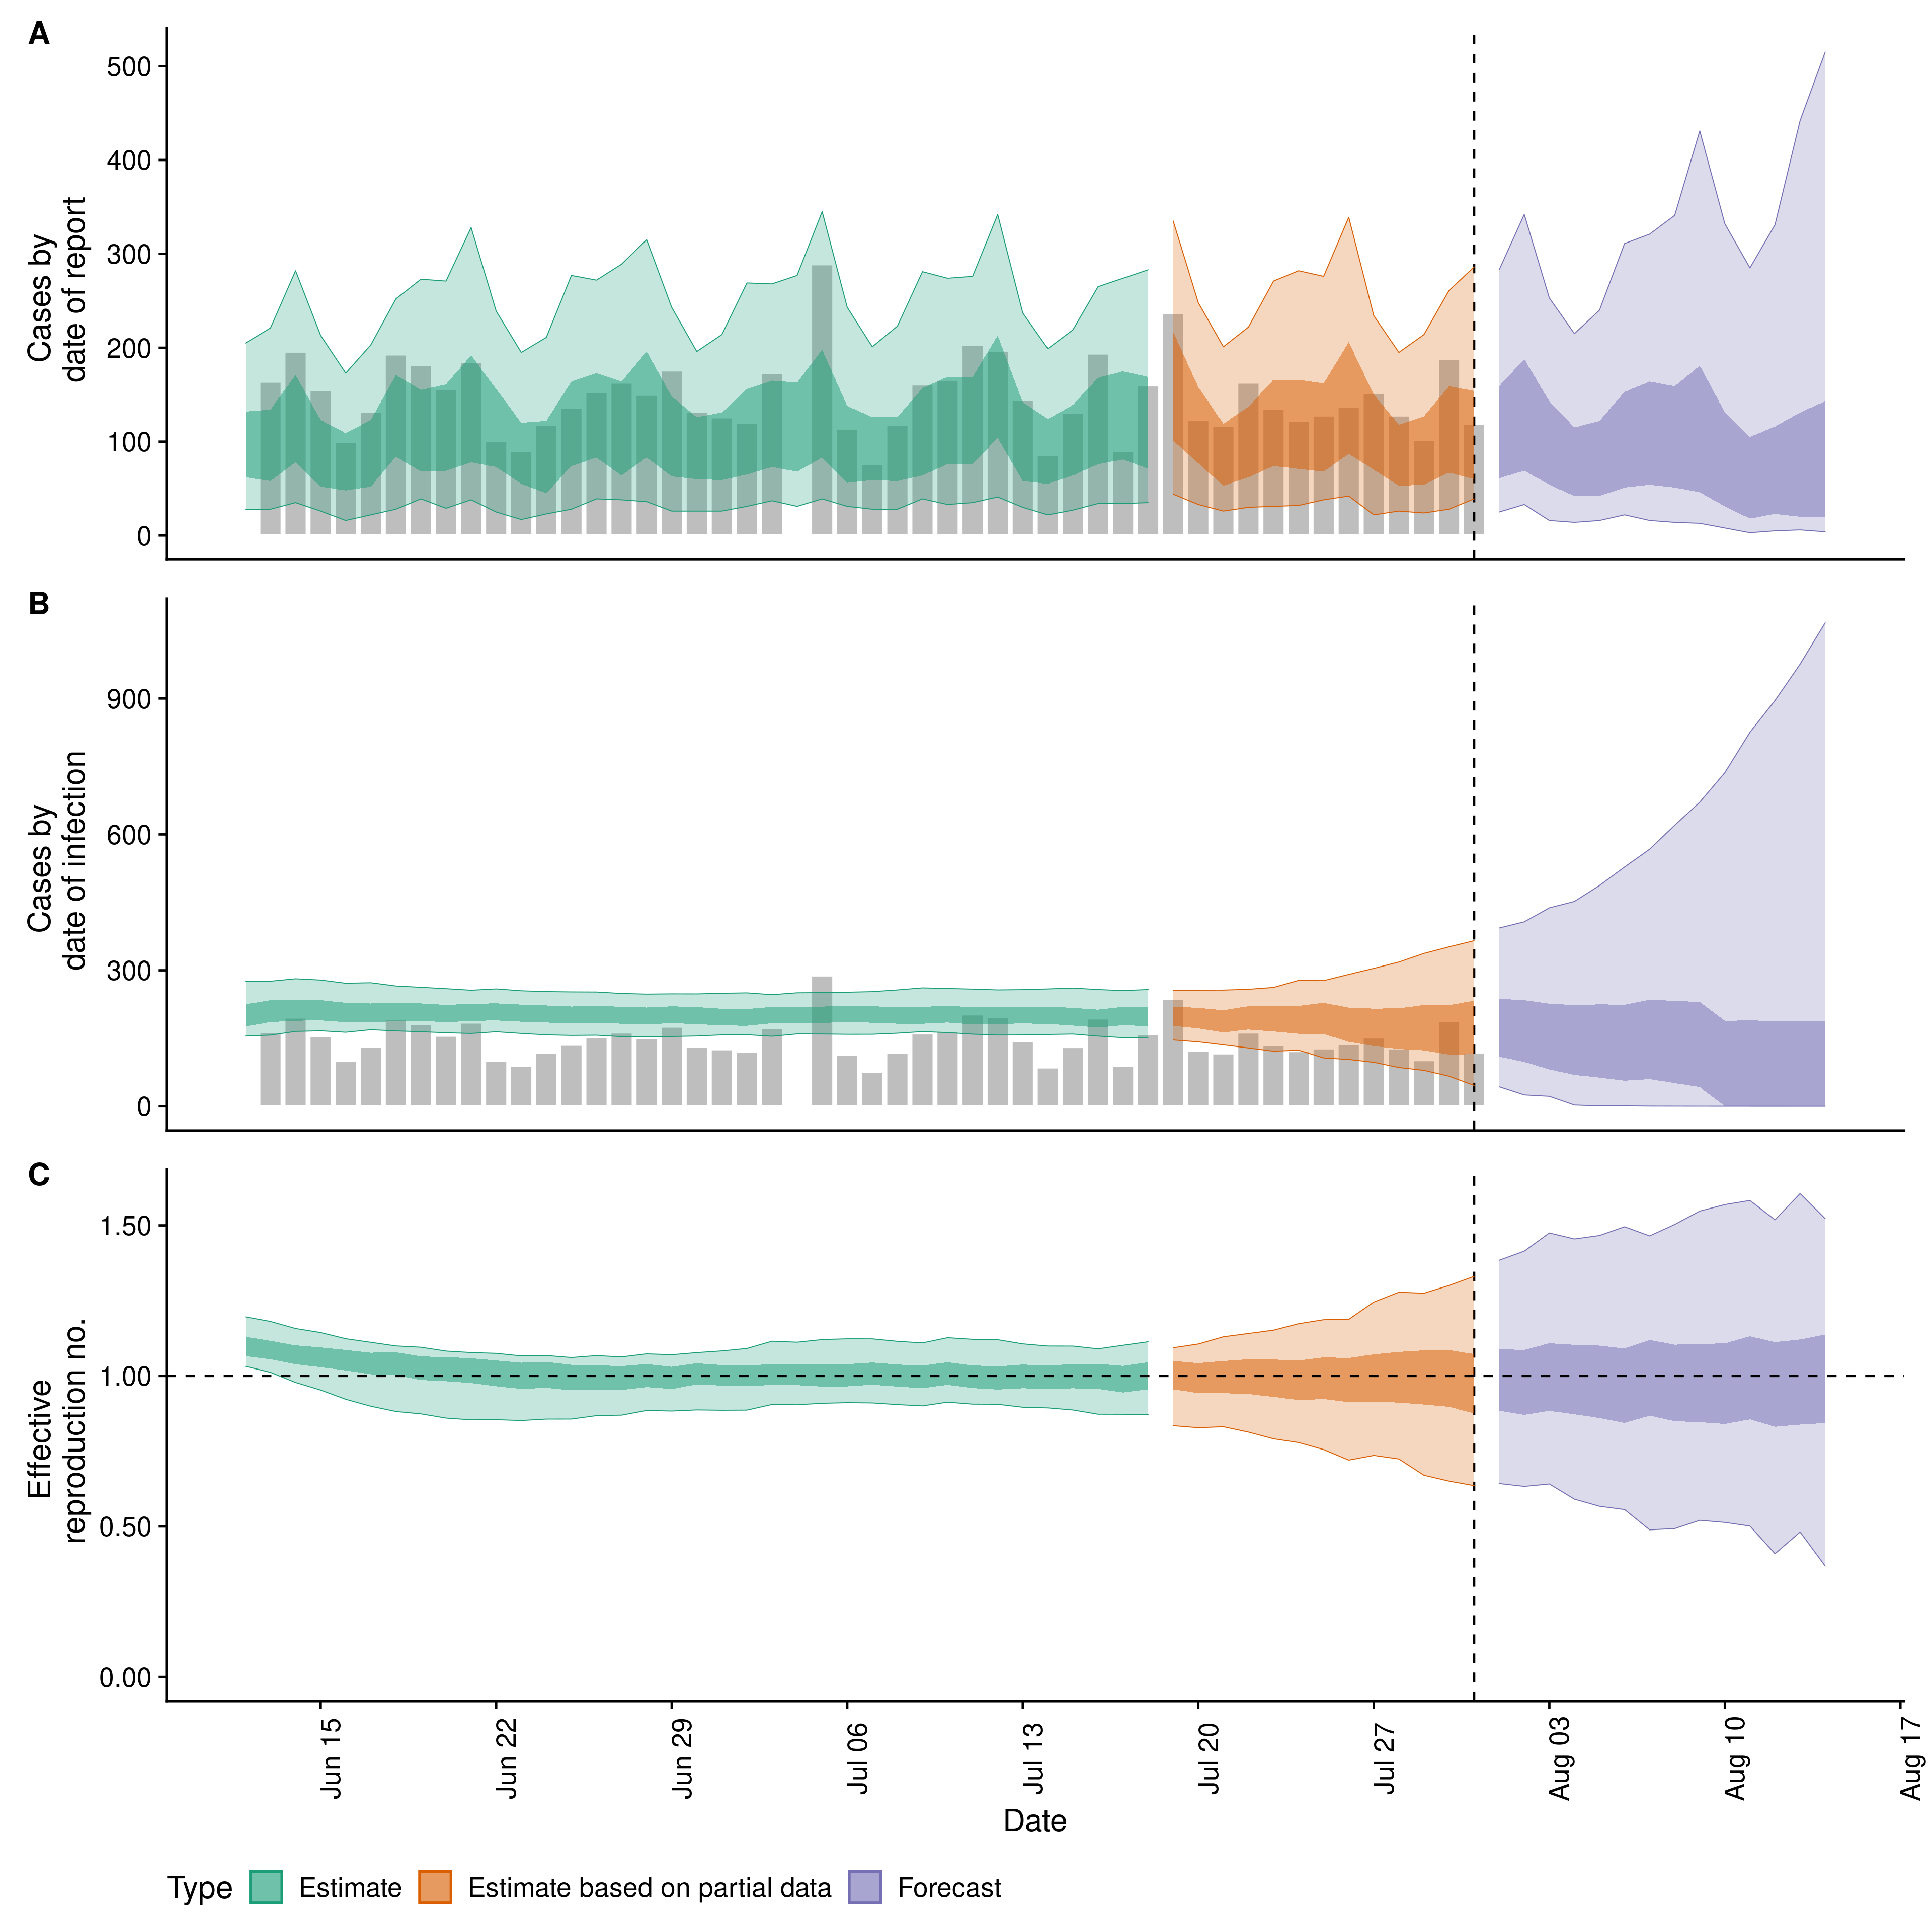 A
500
400
300
200
100
0
Cases by
date of report
B
900
600
300
0
Cases by
date of infection
C
1.50
1.00
0.50
0.00
Effective
reproduction no.
Jun 15
Jun 22
Jun 29
Jul 06
Jul 13
Jul 20
Jul 27
Aug 03
Aug 10
Aug 17
Date
Type Estimate Estimate based on partial data Forecast